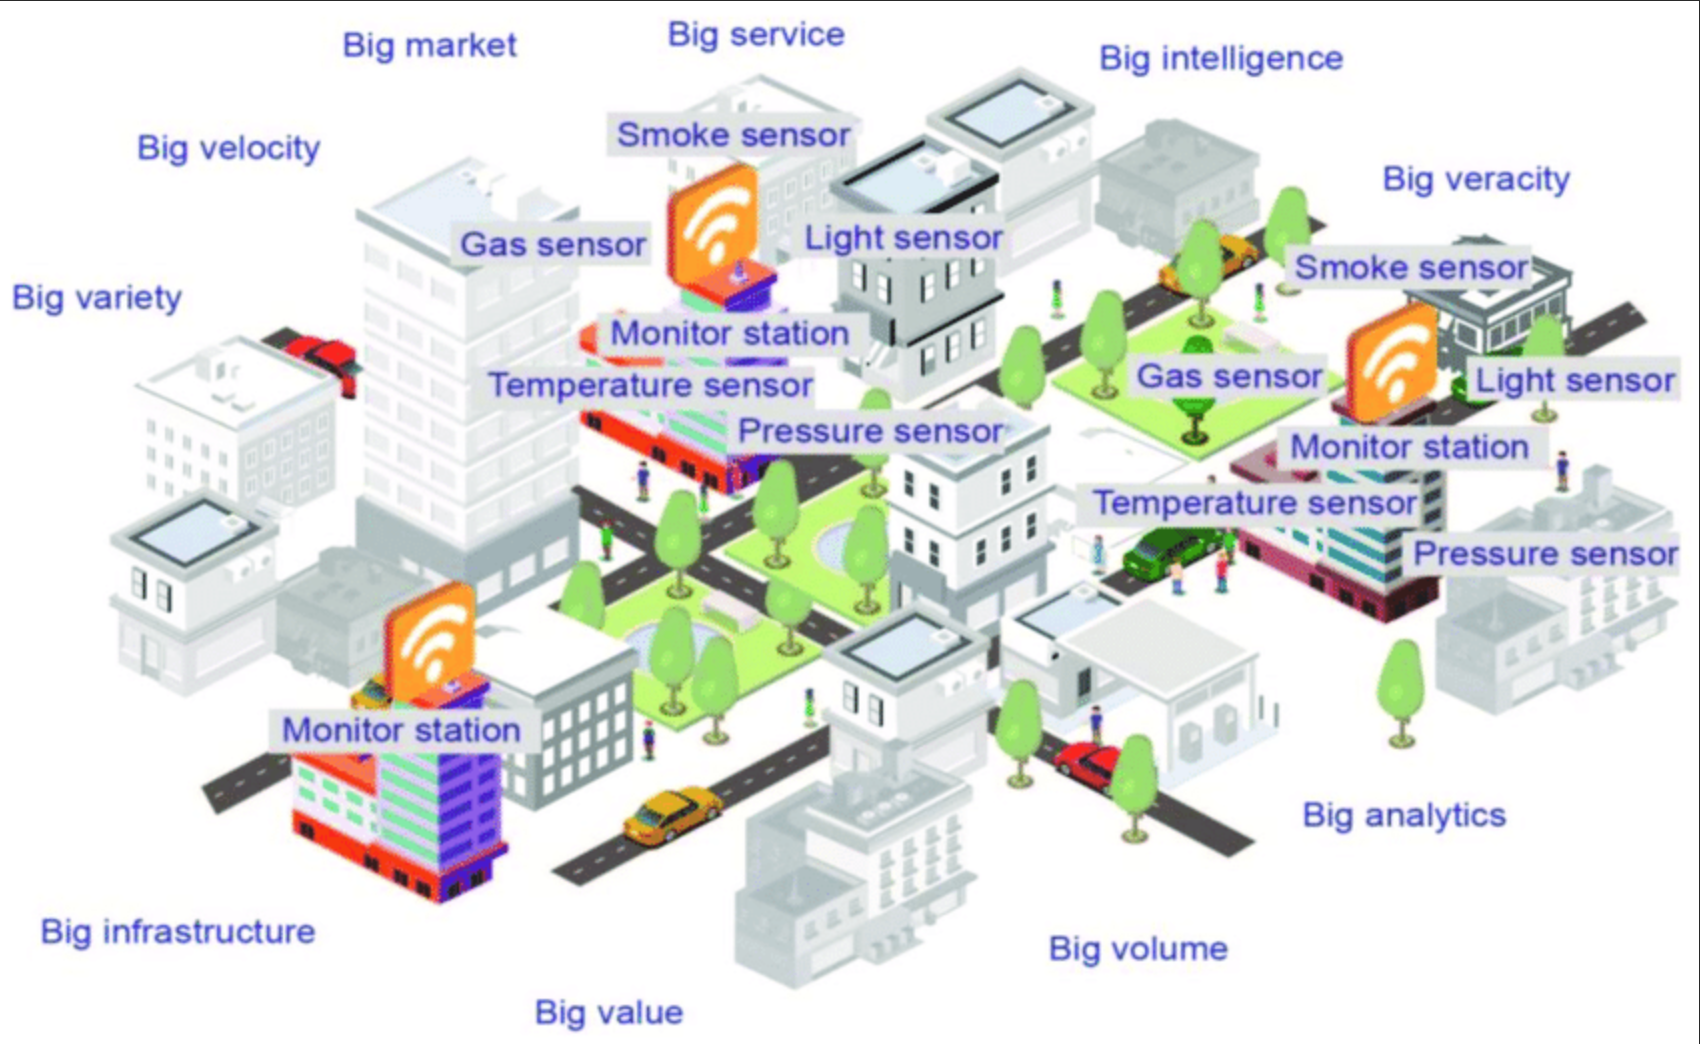 Big market
Big service
Big intelligence
Big velocity
Smoke sensor
Big veracity
Gas sensor
Light sensor
Smoke sensor
Big variety
Monitor station
Temperature sensor
Gas sensor
Light sensor
Pressure sensor
Monitor station
Temperature sensor
Pressure sensor
Monitor station
Big analytics
Big infrastructure
Big volume
Big value